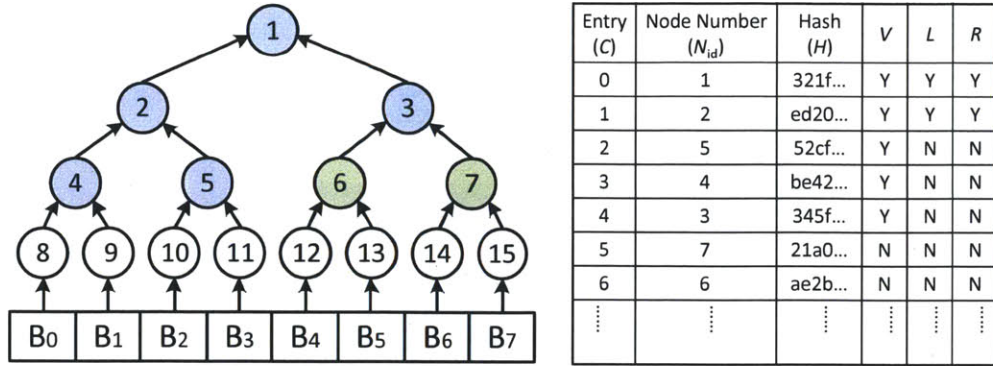 1
2 3
4 5 6 7
8 9 10 11 12 13 14 15
B0 B1 B2 B3 B4 B5 B6 B7
Entry (C) Node Number (Nid) Hash (H) V L R
0 1 321f... Y Y Y
1 2 ed20... Y Y Y
2 5 52cf... Y N N
3 4 be42... Y N N
4 3 345f... Y N N
5 7 21a0... N N N
6 6 ae2b... N N N